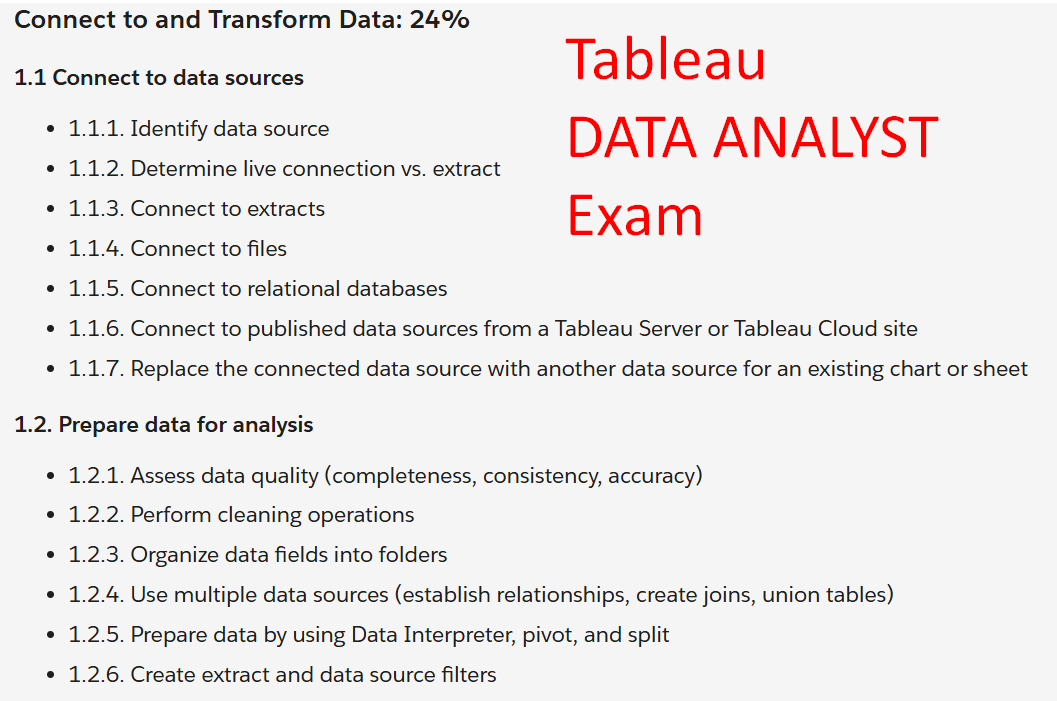 Connect to and Transform Data: 24%
Tableau
DATA ANALYST
Exam
1.1 Connect to data sources
• 1.1.1. Identify data source
• 1.1.2. Determine live connection vs. extract
• 1.1.3. Connect to extracts
• 1.1.4. Connect to files
• 1.1.5. Connect to relational databases
• 1.1.6. Connect to published data sources from a Tableau Server or Tableau Cloud site
• 1.1.7. Replace the connected data source with another data source for an existing chart or sheet
1.2. Prepare data for analysis
• 1.2.1. Assess data quality (completeness, consistency, accuracy)
• 1.2.2. Perform cleaning operations
• 1.2.3. Organize data fields into folders
• 1.2.4. Use multiple data sources (establish relationships, create joins, union tables)
• 1.2.5. Prepare data by using Data Interpreter, pivot, and split
• 1.2.6. Create extract and data source filters